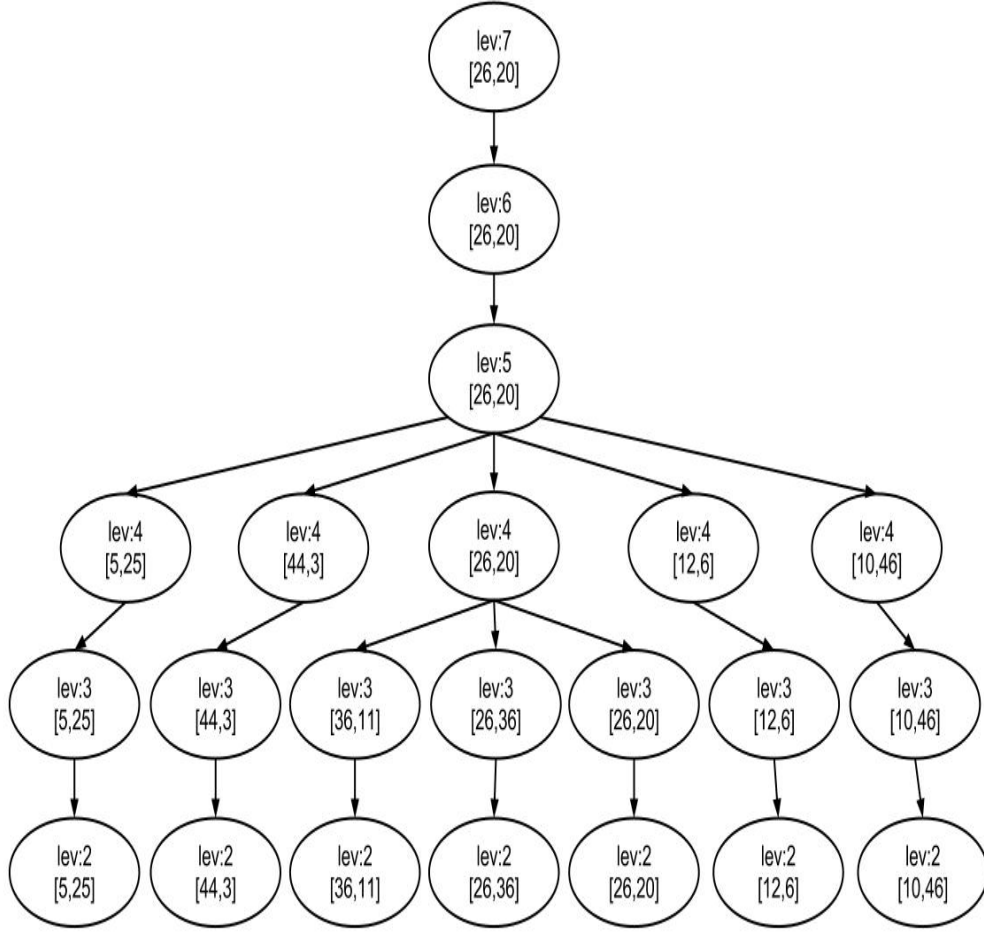 lev:7
[26,20]
lev:6
[26,20]
lev:5
[26,20]
lev:4
[5,25]
lev:4
[44,3]
lev:4
[26,20]
lev:4
[12,6]
lev:4
[10,46]
lev:3
[5,25]
lev:3
[44,3]
lev:3
[36,11]
lev:3
[26,36]
lev:3
[26,20]
lev:3
[12,6]
lev:3
[10,46]
lev:2
[5,25]
lev:2
[44,3]
lev:2
[36,11]
lev:2
[26,36]
lev:2
[26,20]
lev:2
[12,6]
lev:2
[10,46]